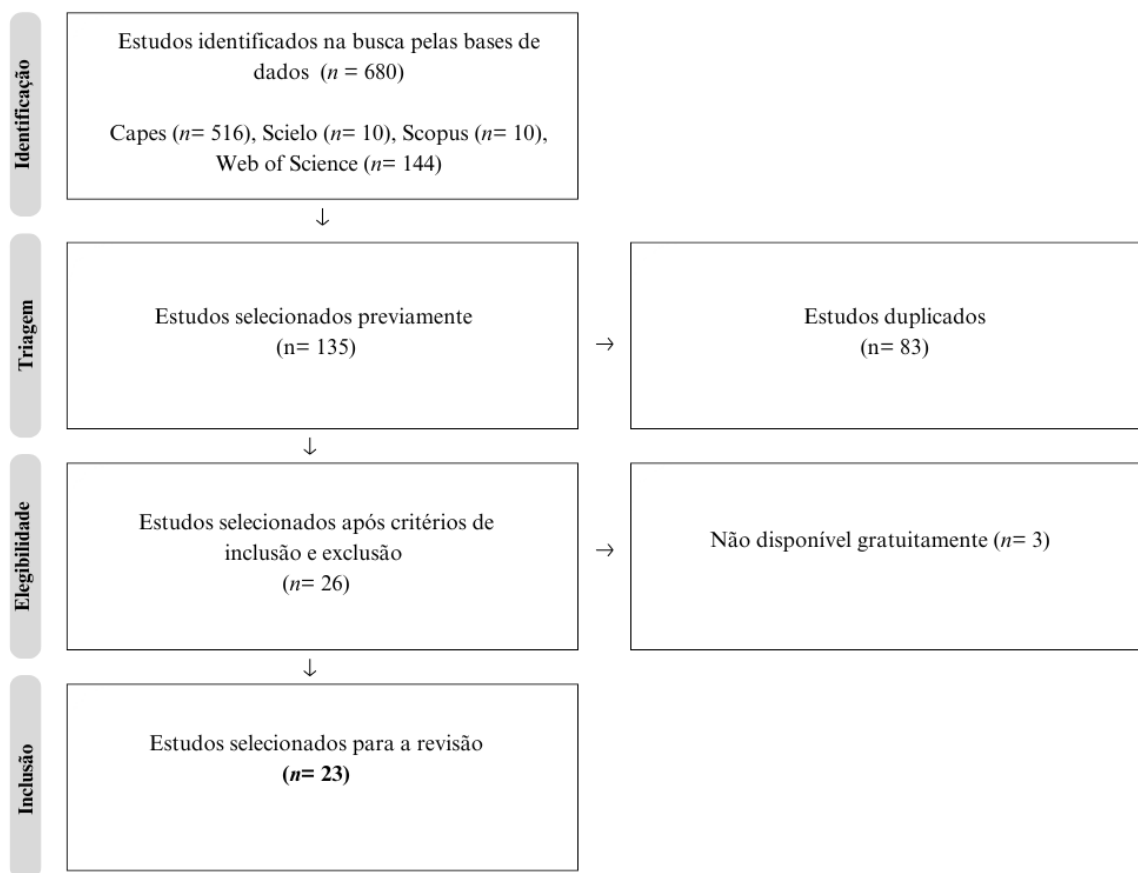 Identificação
Estudos identificados na busca pelas bases de
dados (n = 680)
Capes (n= 516), Scielo (n= 10), Scopus (n= 10),
Web of Science (n= 144)
↓
Triagem
Estudos selecionados previamente
(n= 135)
→
Estudos duplicados
(n= 83)
↓
Elegibilidade
Estudos selecionados após critérios de
inclusão e exclusão
(n= 26)
→
Não disponível gratuitamente (n= 3)
↓
Inclusão
Estudos selecionados para a revisão
(n= 23)